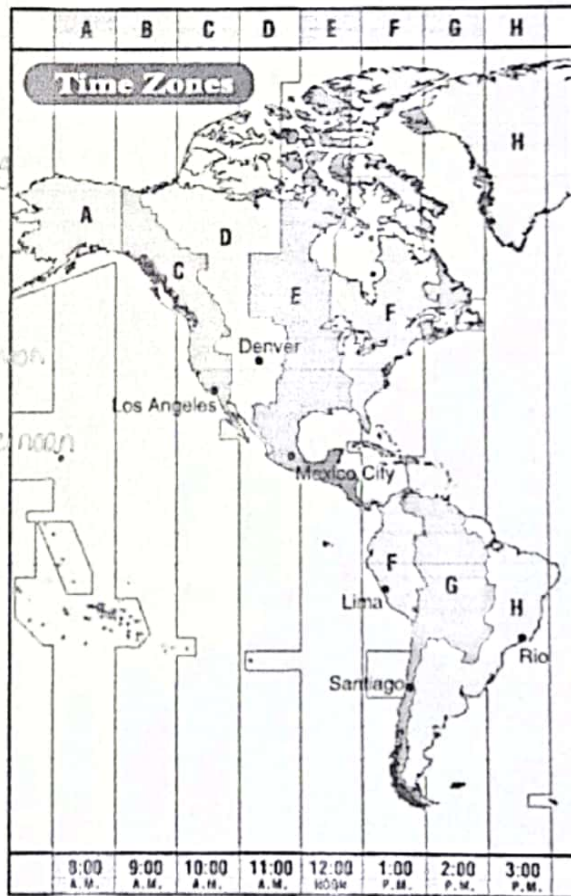 A B C D E F G H
Time Zones
H
A
D
C
E
F
Denver
Los Angeles
noon
Mexico City
F
G
Lima
H
Rio
Santiago
8:00 9:00 10:00 11:00 12:00 1:00 2:00 3:00
A.M. A.M. A.M. A.M. NOON P.M. P.M. P.M.